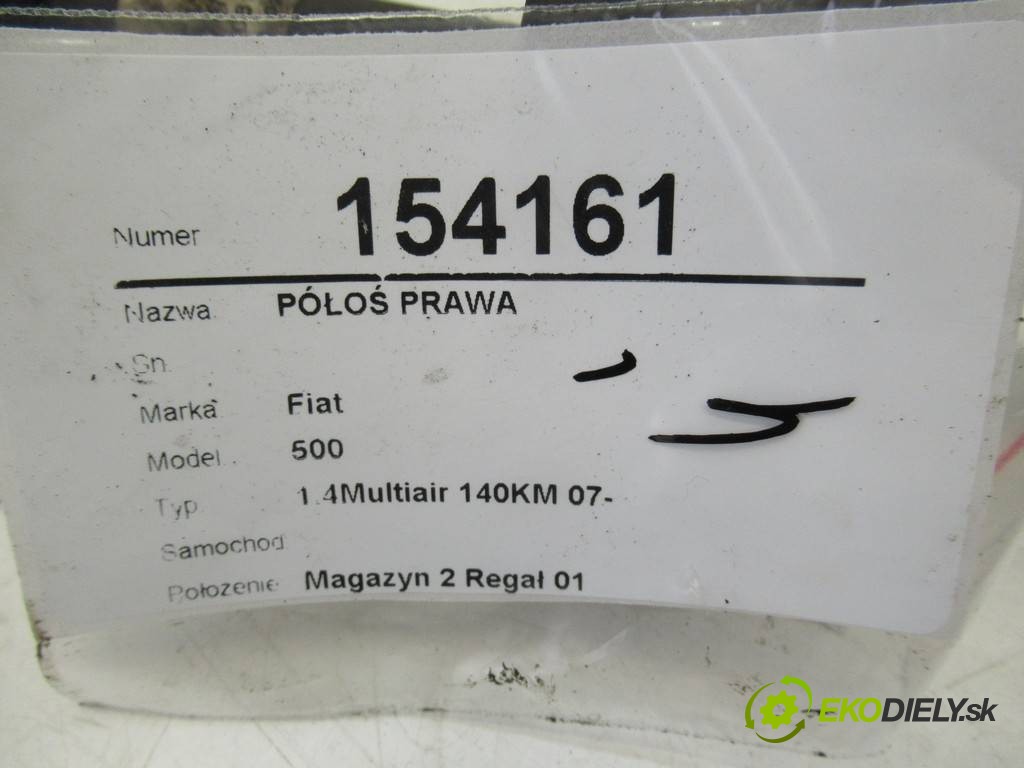 Numer 154161
Nazwa PÓŁOŚ PRAWA
Sn
Marka Fiat
Model 500
Typ 1.4Multiair 140KM 07-
Samochod
Położenie Magazyn 2 Regał 01
EKODIELY.sk